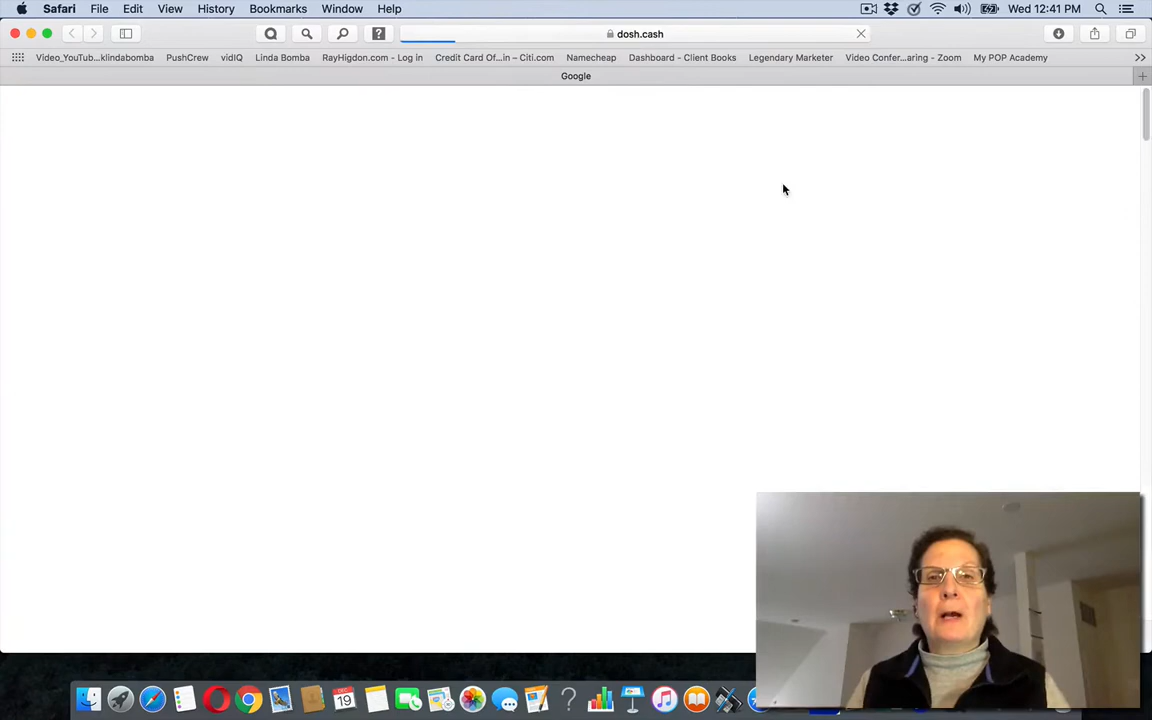 Safari File Edit View History Bookmarks Window Help Wed 12:41 PM
dosh.cash
Video_YouTub...klindabomba PushCrew vidIQ Linda Bomba RayHigdon.com - Log in Credit Card Of...in – Citi.com Namecheap Dashboard - Client Books Legendary Marketer Video Confer...aring - Zoom My POP Academy
Google
DEC
19